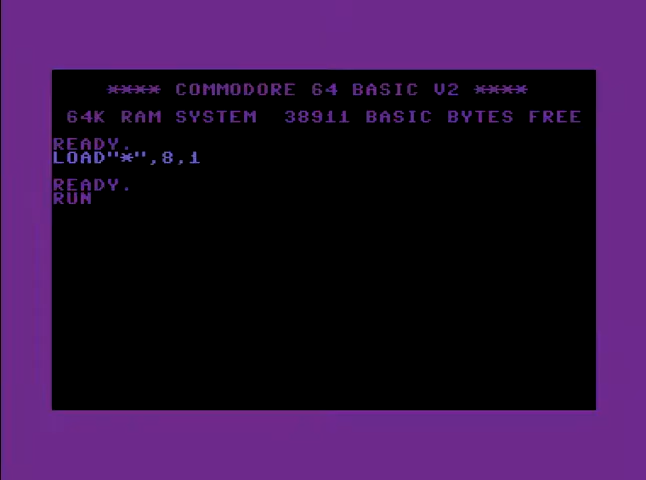 **** COMMODORE 64 BASIC V2 ****
64K RAM SYSTEM  38911 BASIC BYTES FREE
READY.
LOAD"*",8,1
READY.
RUN